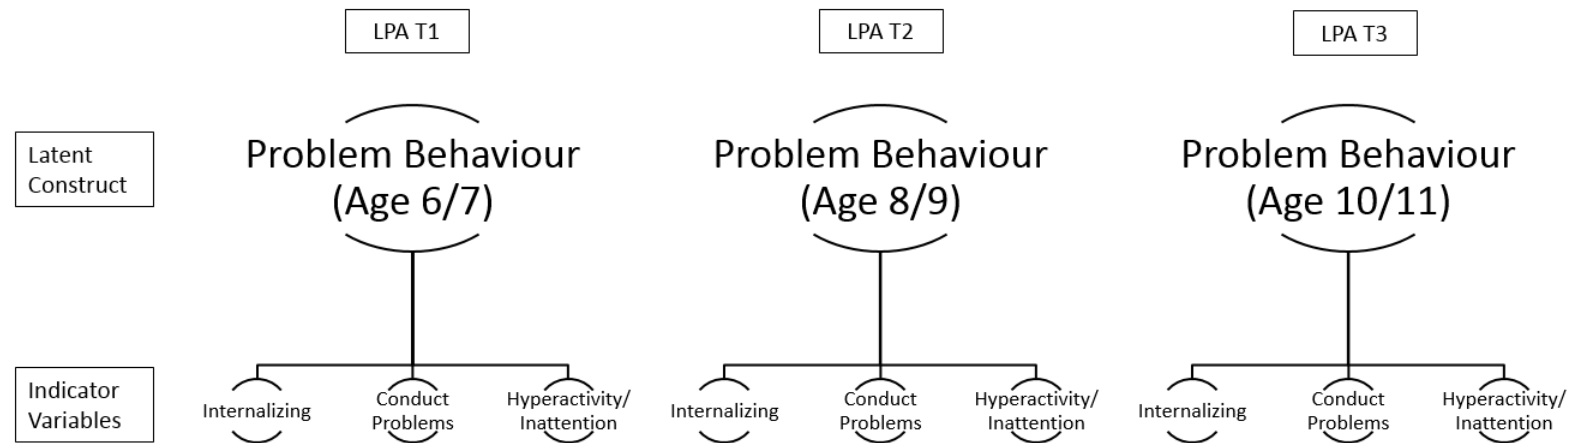 LPA T1
LPA T2
LPA T3
Latent
Construct
Problem Behaviour
(Age 6/7)
Problem Behaviour
(Age 8/9)
Problem Behaviour
(Age 10/11)
Indicator
Variables
Internalizing
Conduct
Problems
Hyperactivity/
Inattention
Internalizing
Conduct
Problems
Hyperactivity/
Inattention
Internalizing
Conduct
Problems
Hyperactivity/
Inattention